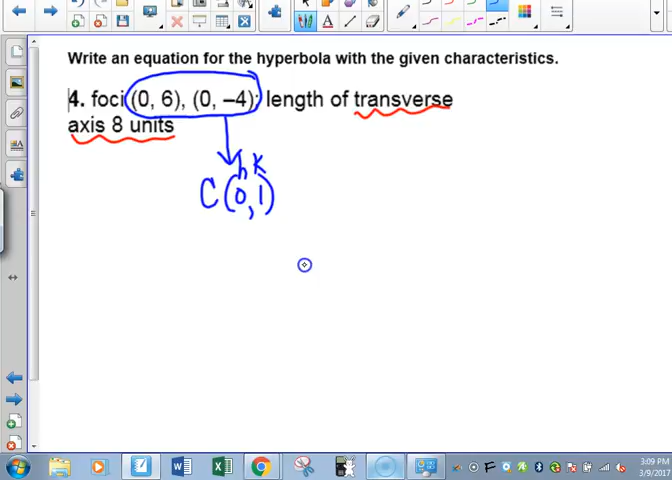 Write an equation for the hyperbola with the given characteristics.
4. foci (0, 6), (0, –4); length of transverse
axis 8 units
h k
C(0,1)
3:09 PM
3/9/2017